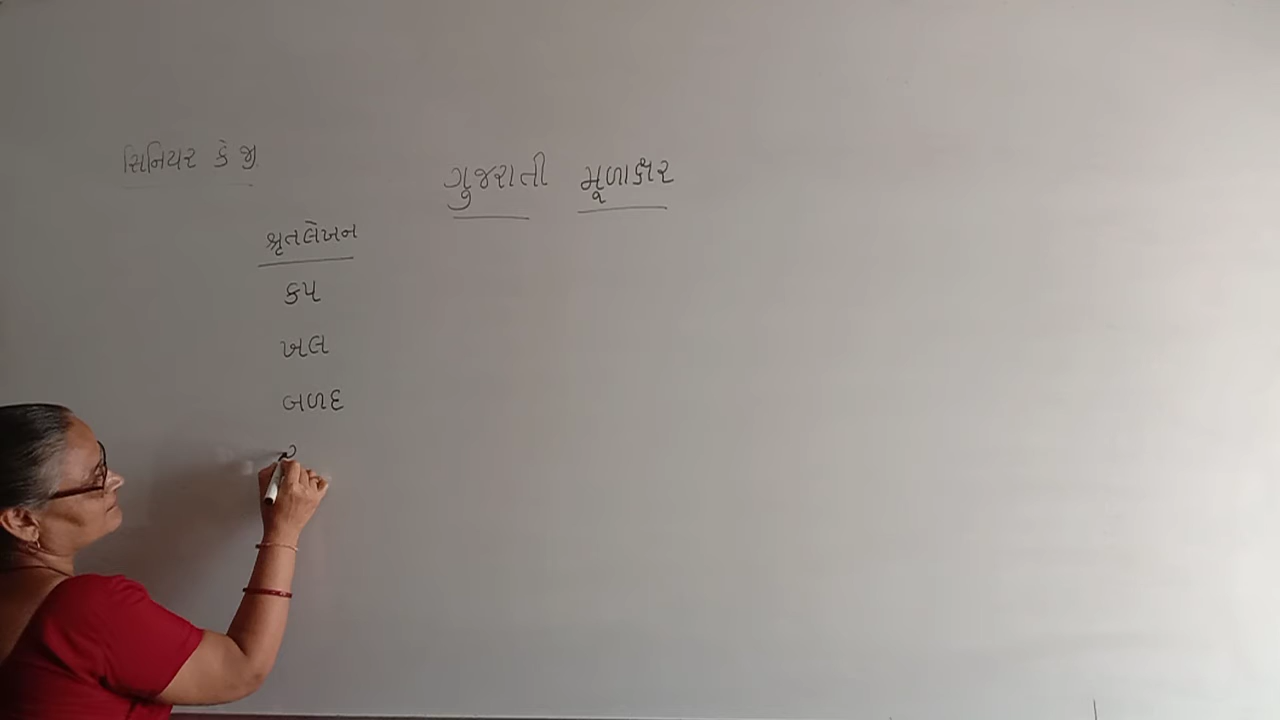 સિનિયર કે જી.
ગુજરાતી મૂળાક્ષર
શ્રૃતલેખન
કપ
ખલ
બળદ